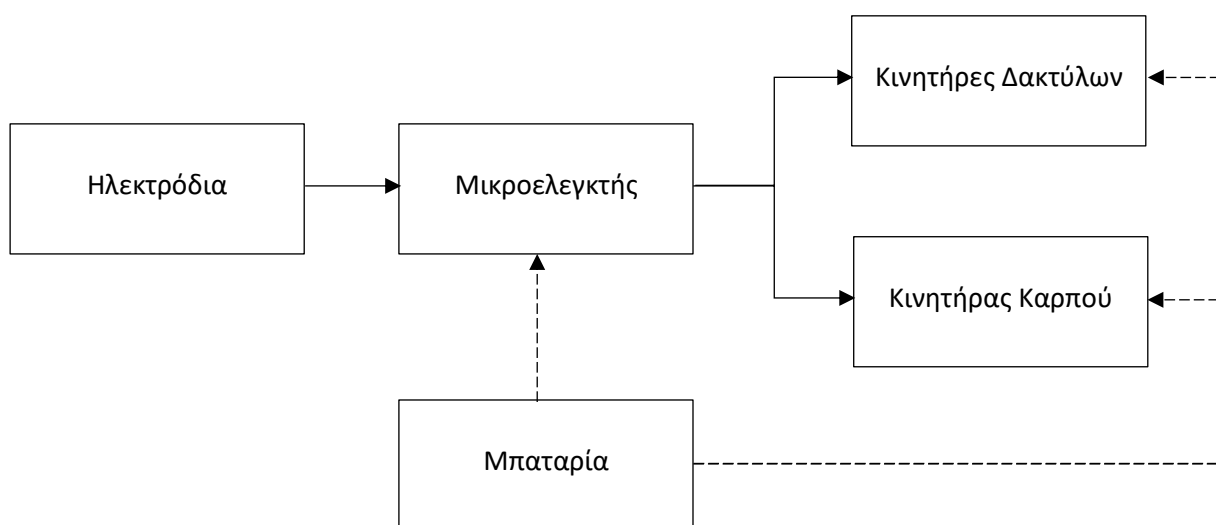 Κινητήρες Δακτύλων
Ηλεκτρόδια
Μικροελεγκτής
Κινητήρας Καρπού
Μπαταρία